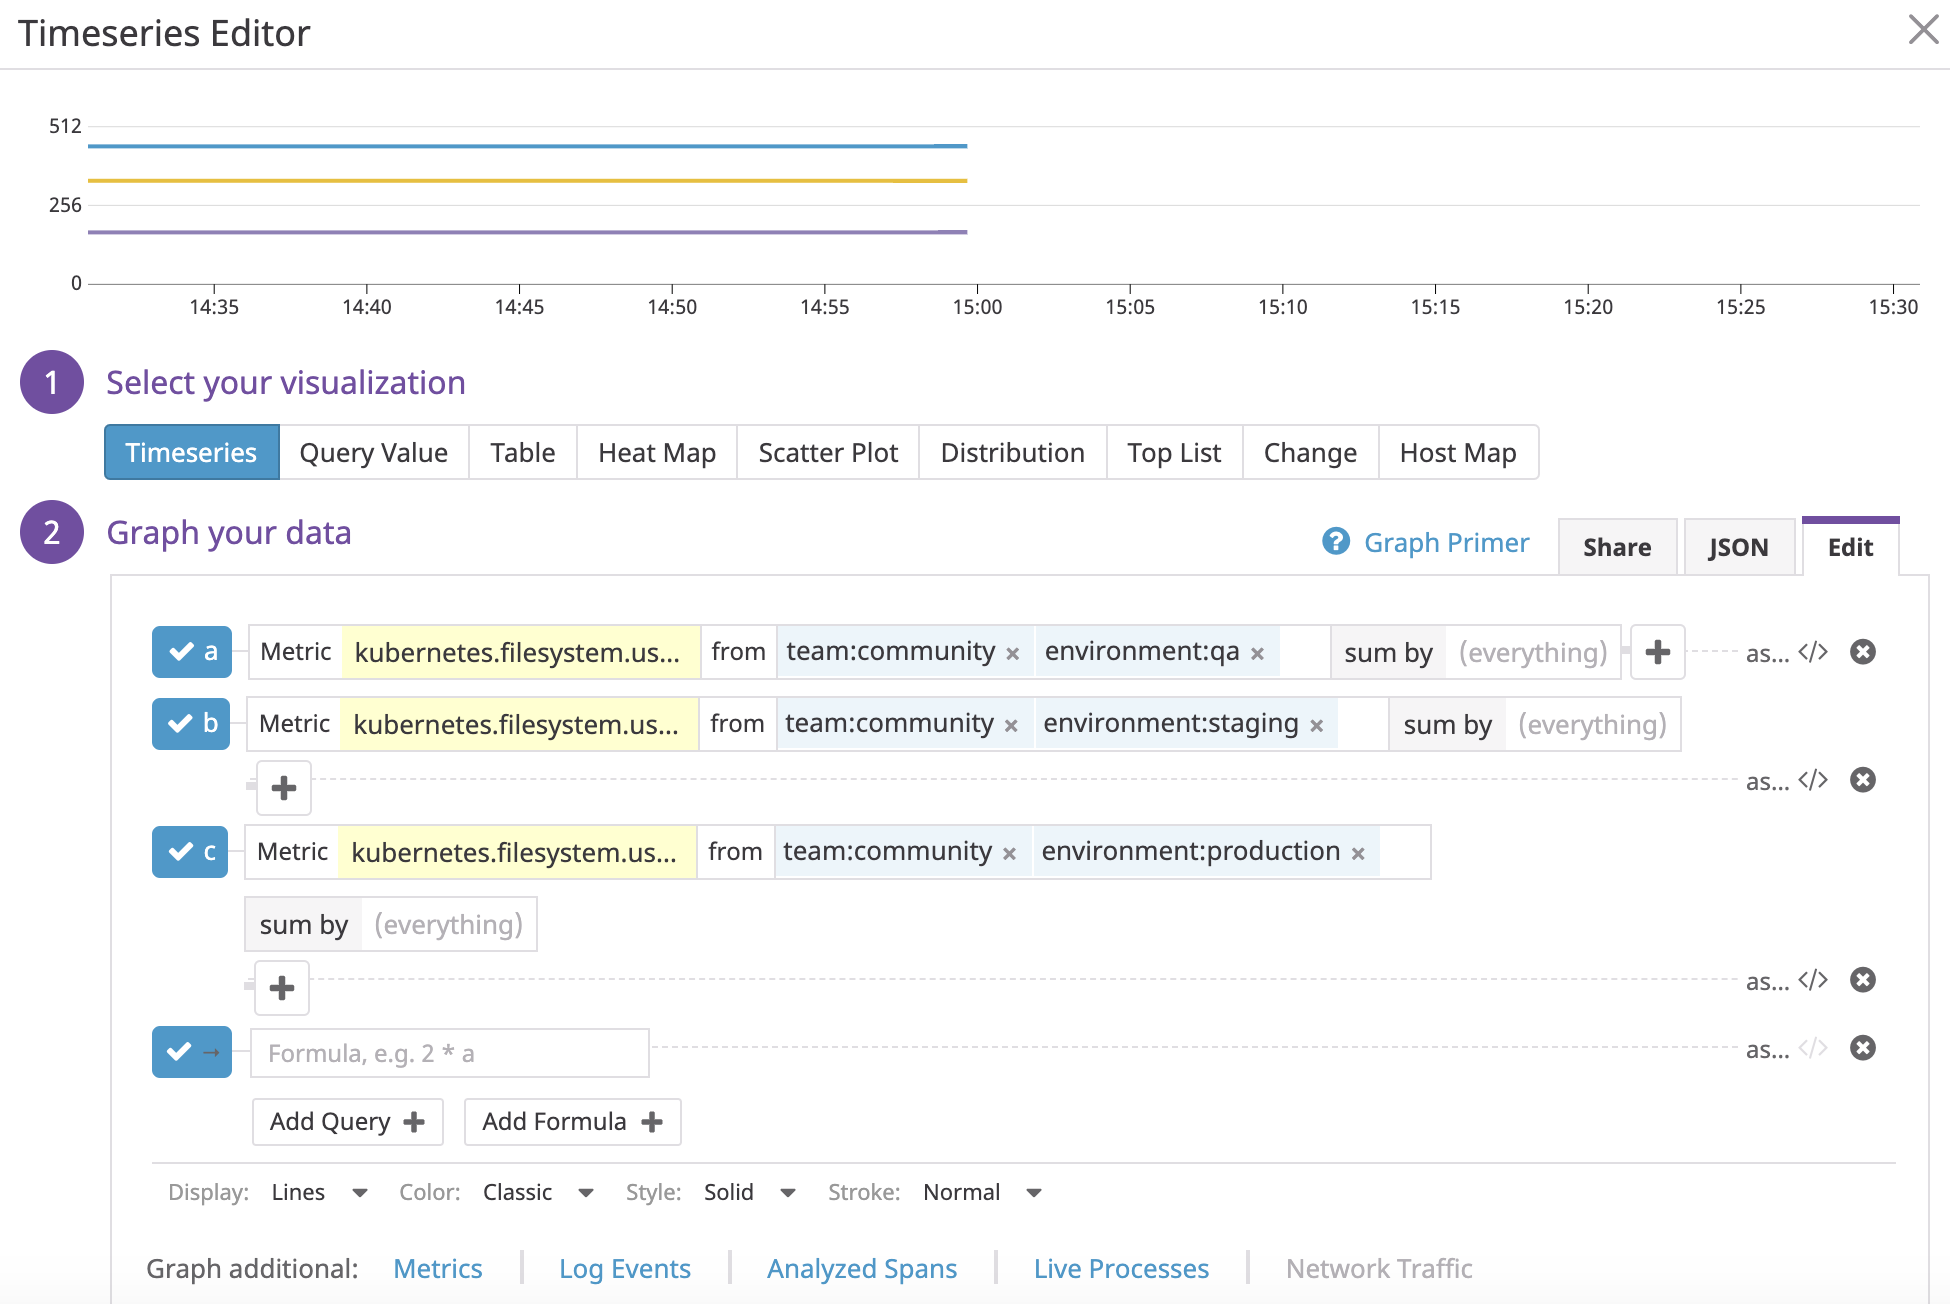 Timeseries Editor
512
256
0
14:35 14:40 14:45 14:50 14:55 15:00 15:05 15:10 15:15 15:20 15:25 15:30
1 Select your visualization
Timeseries Query Value Table Heat Map Scatter Plot Distribution Top List Change Host Map
2 Graph your data
? Graph Primer Share JSON Edit
a Metric kubernetes.filesystem.us... from team:community × environment:qa × sum by (everything) + as... </>
b Metric kubernetes.filesystem.us... from team:community × environment:staging × sum by (everything)
+ as... </>
c Metric kubernetes.filesystem.us... from team:community × environment:production ×
sum by (everything)
+ as... </>
→ Formula, e.g. 2 * a as... </>
Add Query + Add Formula +
Display: Lines Color: Classic Style: Solid Stroke: Normal
Graph additional: Metrics Log Events Analyzed Spans Live Processes Network Traffic